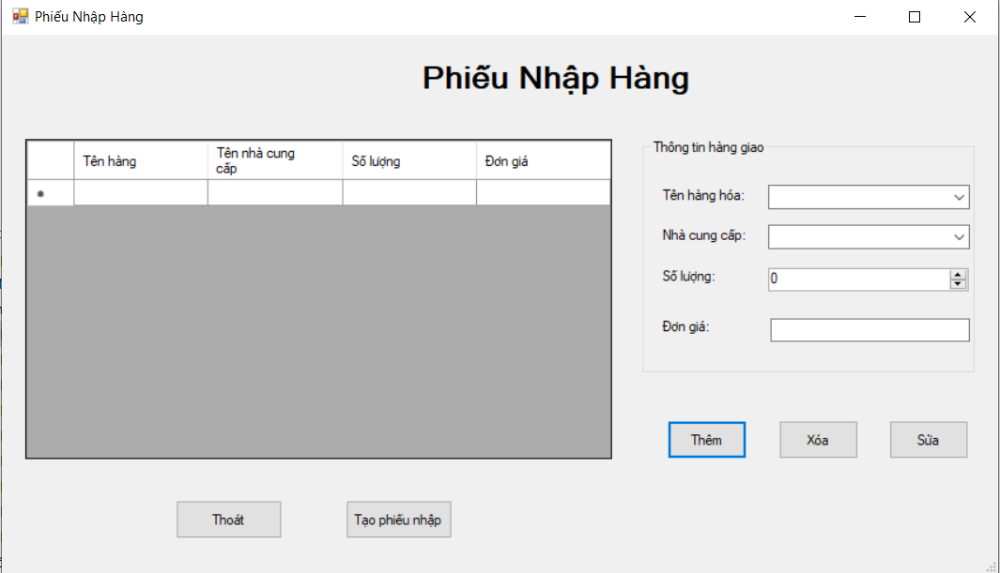 Phiếu Nhập Hàng
Phiếu Nhập Hàng
Tên hàng
Tên nhà cung
cấp
Số lượng
Đơn giá
Thông tin hàng giao
Tên hàng hóa:
Nhà cung cấp:
Số lượng:
0
Đơn giá:
Thêm
Xóa
Sửa
Thoát
Tạo phiếu nhập